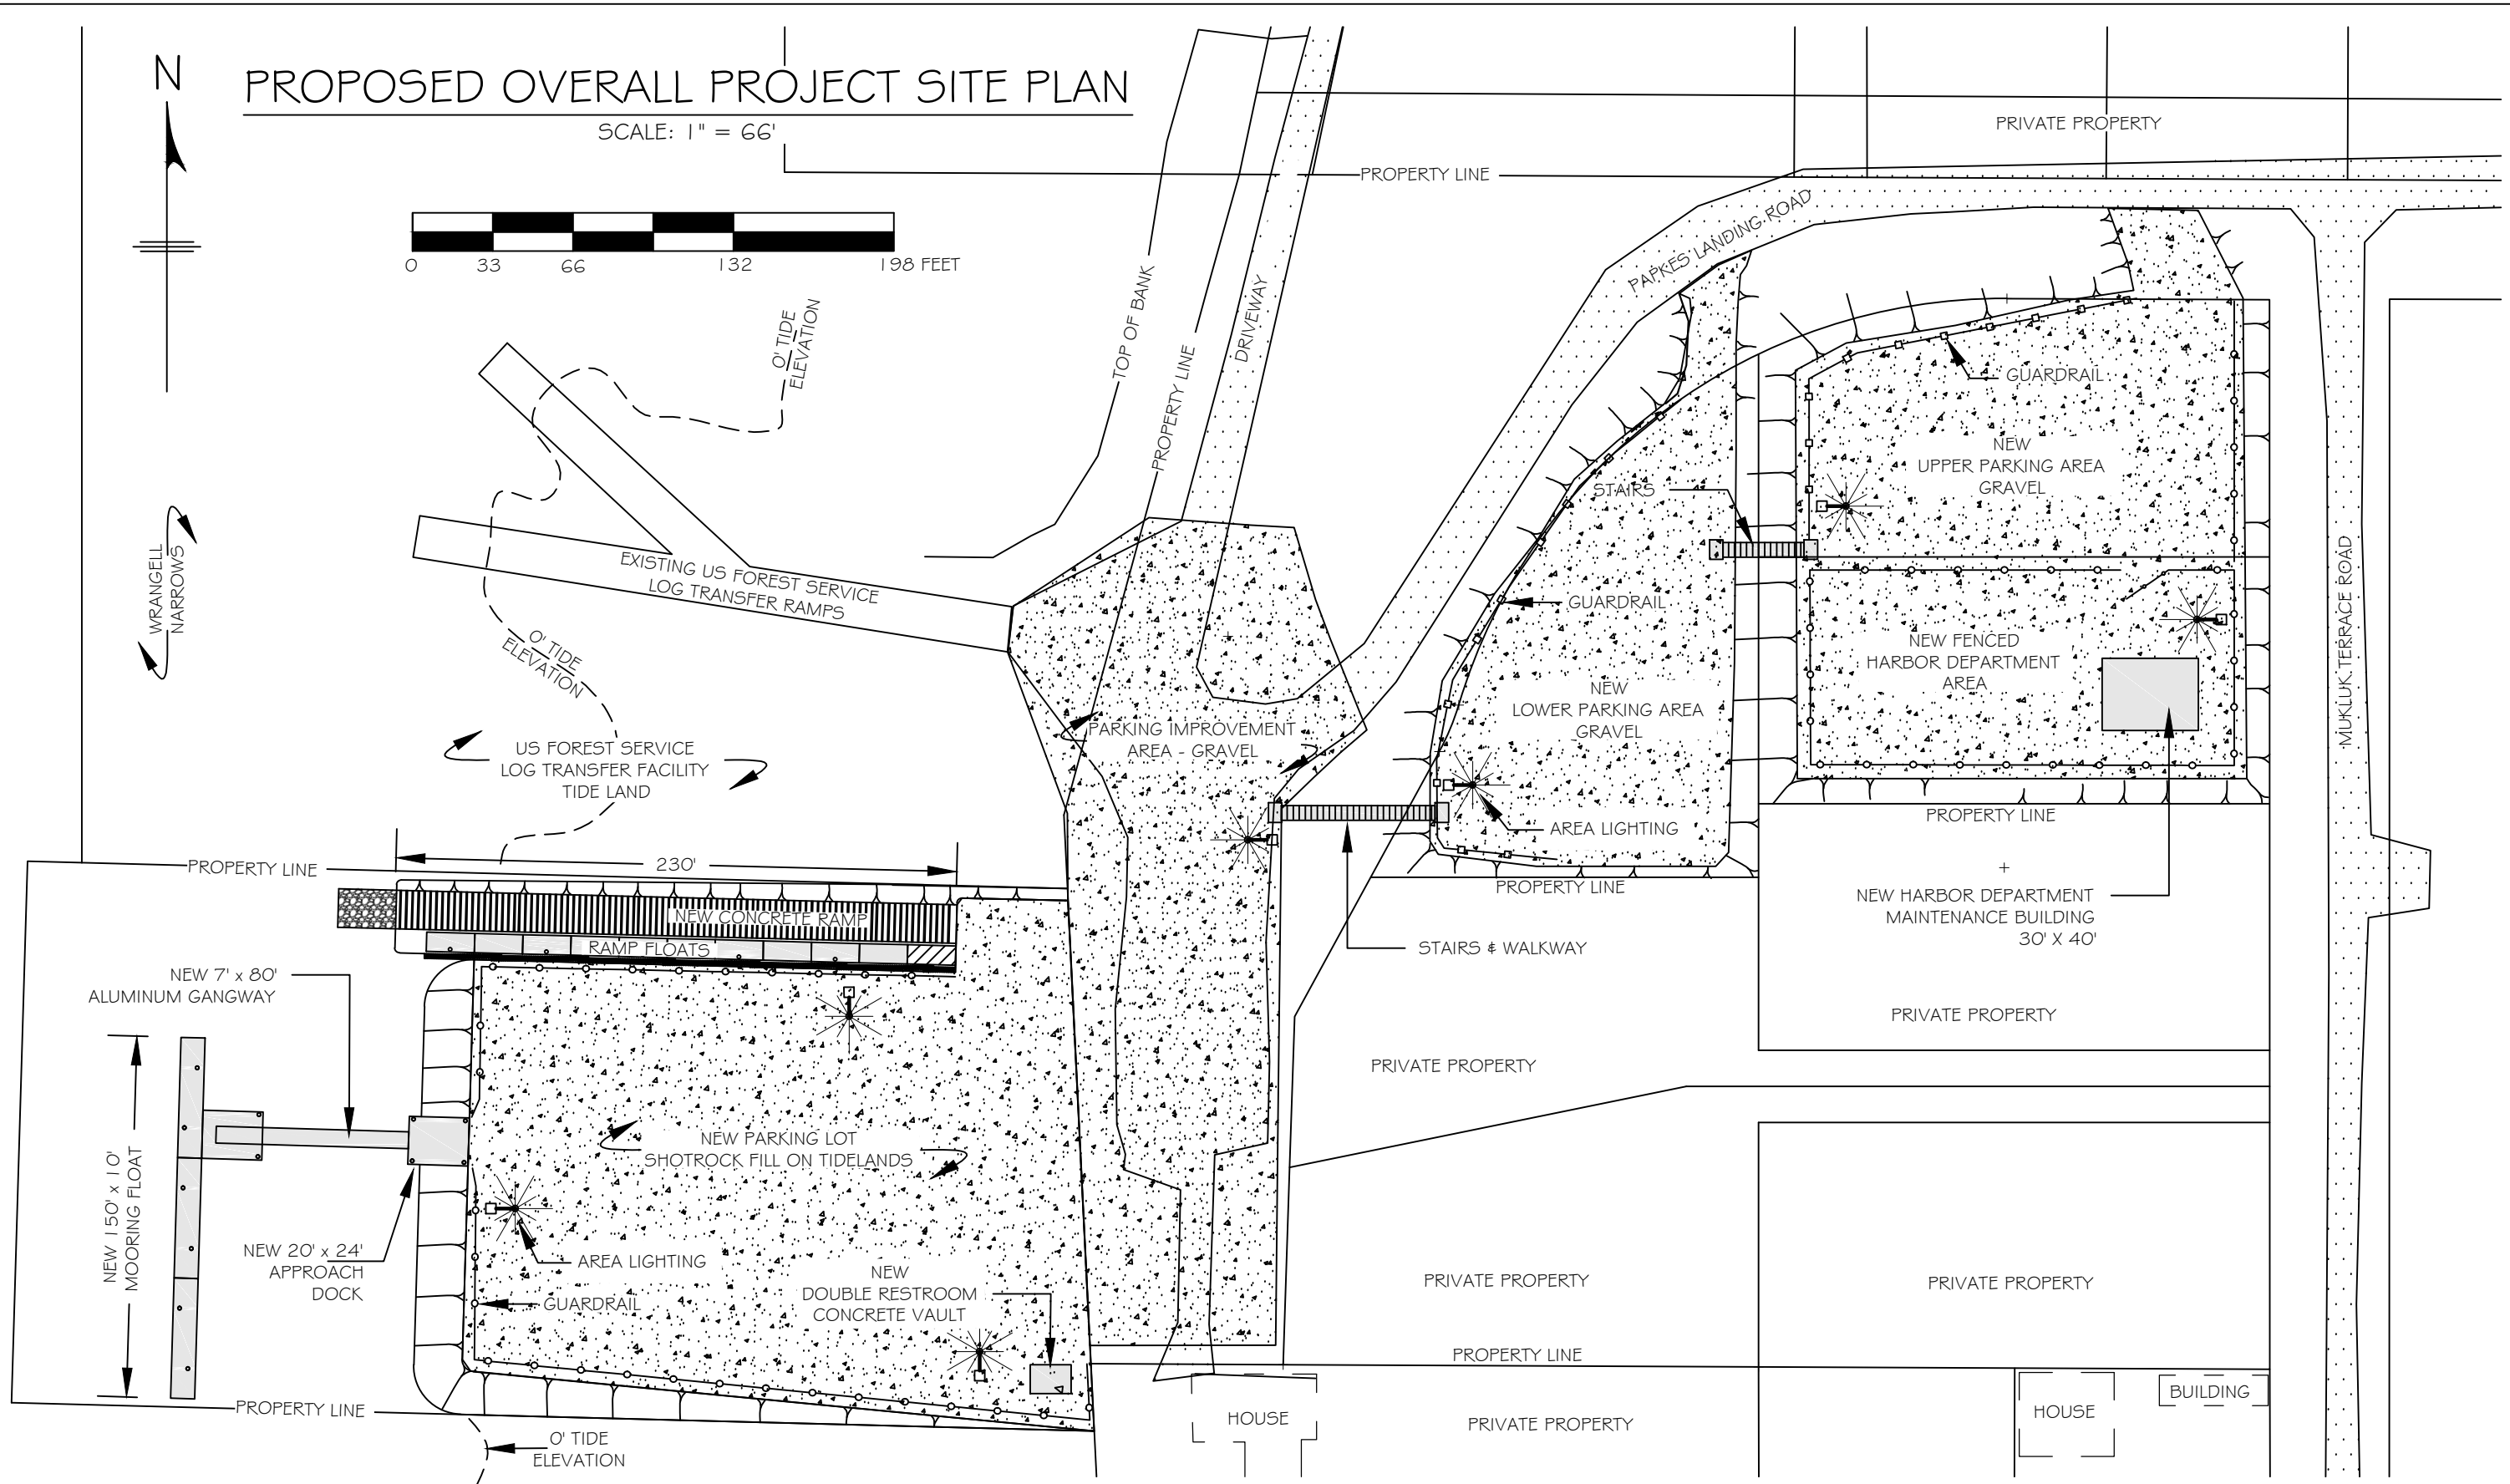 N
PROPOSED OVERALL PROJECT SITE PLAN
SCALE: 1" = 66'
0 33 66 132 198 FEET
PRIVATE PROPERTY
PROPERTY LINE
PAPKES LANDING ROAD
TOP OF BANK
PROPERTY LINE
DRIVEWAY
0' TIDE
ELEVATION
WRANGELL
NARROWS
EXISTING US FOREST SERVICE
LOG TRANSFER RAMPS
0' TIDE
ELEVATION
US FOREST SERVICE
LOG TRANSFER FACILITY
TIDE LAND
PARKING IMPROVEMENT
AREA - GRAVEL
STAIRS
GUARDRAIL
NEW
LOWER PARKING AREA
GRAVEL
AREA LIGHTING
PROPERTY LINE
STAIRS & WALKWAY
GUARDRAIL
NEW
UPPER PARKING AREA
GRAVEL
NEW FENCED
HARBOR DEPARTMENT
AREA
MUKLUK TERRACE ROAD
PROPERTY LINE
NEW HARBOR DEPARTMENT
MAINTENANCE BUILDING
30' X 40'
PRIVATE PROPERTY
PRIVATE PROPERTY
PROPERTY LINE
230'
NEW CONCRETE RAMP
RAMP FLOATS
NEW 7' x 80'
ALUMINUM GANGWAY
NEW 150' x 10'
MOORING FLOAT
NEW 20' x 24'
APPROACH
DOCK
NEW PARKING LOT
SHOTROCK FILL ON TIDELANDS
AREA LIGHTING
GUARDRAIL
NEW
DOUBLE RESTROOM
CONCRETE VAULT
PRIVATE PROPERTY
PRIVATE PROPERTY
PROPERTY LINE
PROPERTY LINE
0' TIDE
ELEVATION
HOUSE
PRIVATE PROPERTY
HOUSE
BUILDING